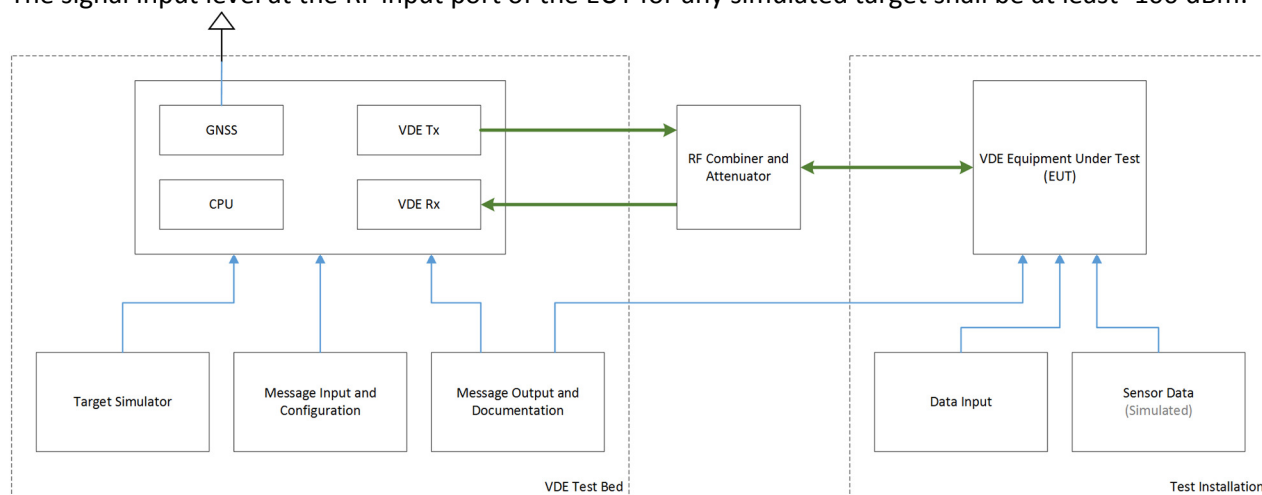 The signal input level at the RF input port of the EUT for any simulated target shall be at least -100 dBm.
GNSS
VDE Tx
CPU
VDE Rx
RF Combiner and
Attenuator
VDE Equipment Under Test
(EUT)
Target Simulator
Message Input and
Configuration
Message Output and
Documentation
Data Input
Sensor Data
(Simulated)
VDE Test Bed
Test Installation